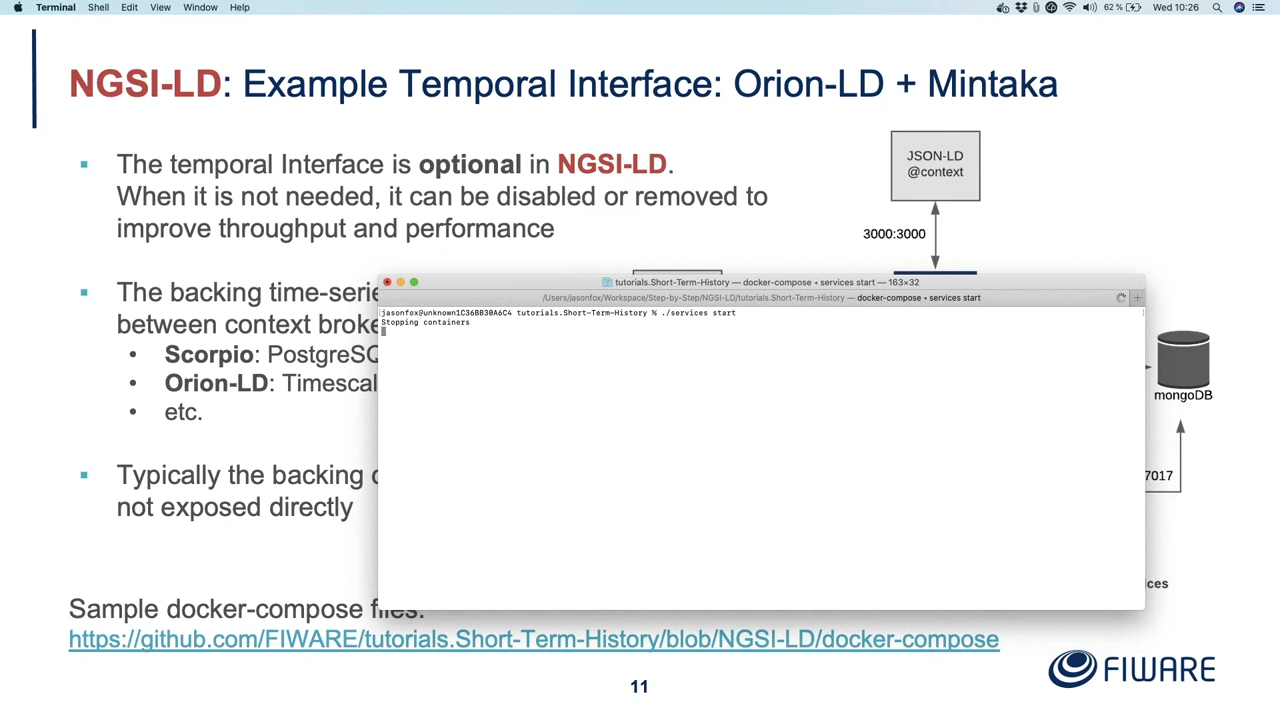 Terminal Shell Edit View Window Help
62 % Wed 10:26
NGSI-LD: Example Temporal Interface: Orion-LD + Mintaka
▪ The temporal Interface is optional in NGSI-LD.
When it is not needed, it can be disabled or removed to
improve throughput and performance
JSON-LD
@context
3000:3000
▪ The backing time-serie
between context broke
• Scorpio: PostgreSQ
• Orion-LD: Timescal
• etc.
▪ Typically the backing
not exposed directly
tutorials.Short-Term-History — docker-compose • services start — 163×32
/Users/jasonfox/Workspace/Step-by-Step/NGSI-LD/tutorials.Short-Term-History — docker-compose • services start
jasonfox@unknown1C36BB30A6C4 tutorials.Short-Term-History % ./services start
Stopping containers
mongoDB
7017
ices
Sample docker-compose files:
https://github.com/FIWARE/tutorials.Short-Term-History/blob/NGSI-LD/docker-compose
FIWARE
11